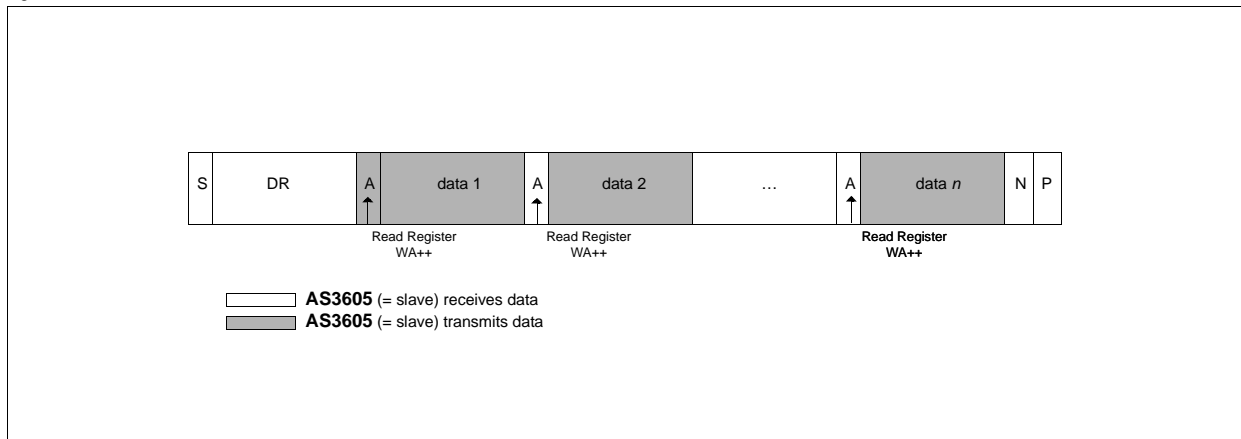 S DR A data 1 A data 2 … A data n N P
Read Register Read Register Read Register
WA++ WA++ WA++
AS3605 (= slave) receives data
AS3605 (= slave) transmits data